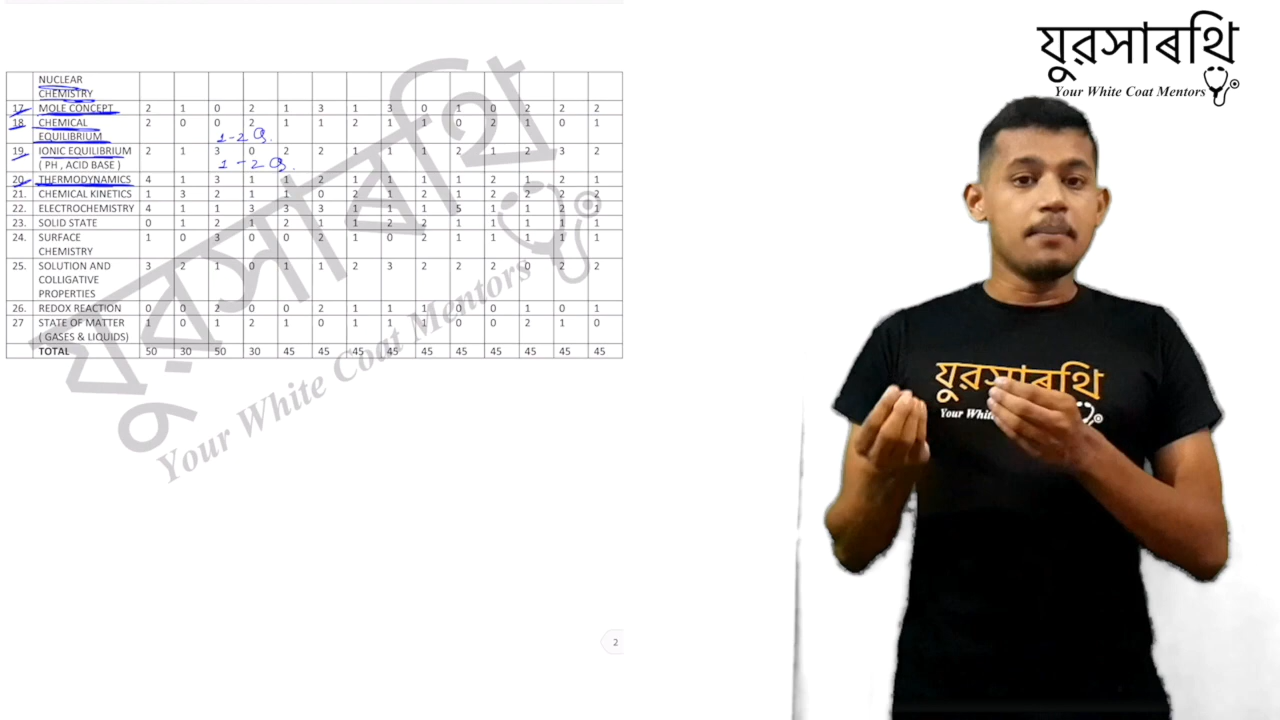 যুৱসাৰথি
Your White Coat Mentors
NUCLEAR
CHEMISTRY
17. MOLE CONCEPT 2 1 0 2 1 3 1 3 0 1 0 2 2 2
18. CHEMICAL 2 0 0 2 1 1 2 1 1 0 2 1 0 1
EQUILIBRIUM 1-2 Q.
19. IONIC EQUILIBRIUM 2 1 3 0 2 2 1 1 1 2 1 2 3 2
( PH , ACID BASE ) 1-2 Q.
20. THERMODYNAMICS 4 1 3 1 1 2 1 1 1 1 2 1 2 1
21. CHEMICAL KINETICS 1 3 2 1 1 0 2 1 2 1 2 2 2 2
22. ELECTROCHEMISTRY 4 1 1 3 3 3 1 1 1 5 1 1 2 1
23. SOLID STATE 0 1 2 1 2 1 1 2 2 1 1 1 1 1
24. SURFACE 1 0 3 0 0 2 1 0 2 1 1 1 1 1
CHEMISTRY
25. SOLUTION AND 3 2 1 0 1 1 2 3 2 2 2 0 2 2
COLLIGATIVE
PROPERTIES
26. REDOX REACTION 0 0 2 0 0 2 1 1 1 0 0 1 0 1
27 STATE OF MATTER 1 0 1 2 1 0 1 1 1 0 0 2 1 0
( GASES & LIQUIDS)
TOTAL 50 30 50 30 45 45 45 45 45 45 45 45 45 45
যুৱসাৰথি
Your White Coat Mentors
যুৱসাৰথি
Your
2